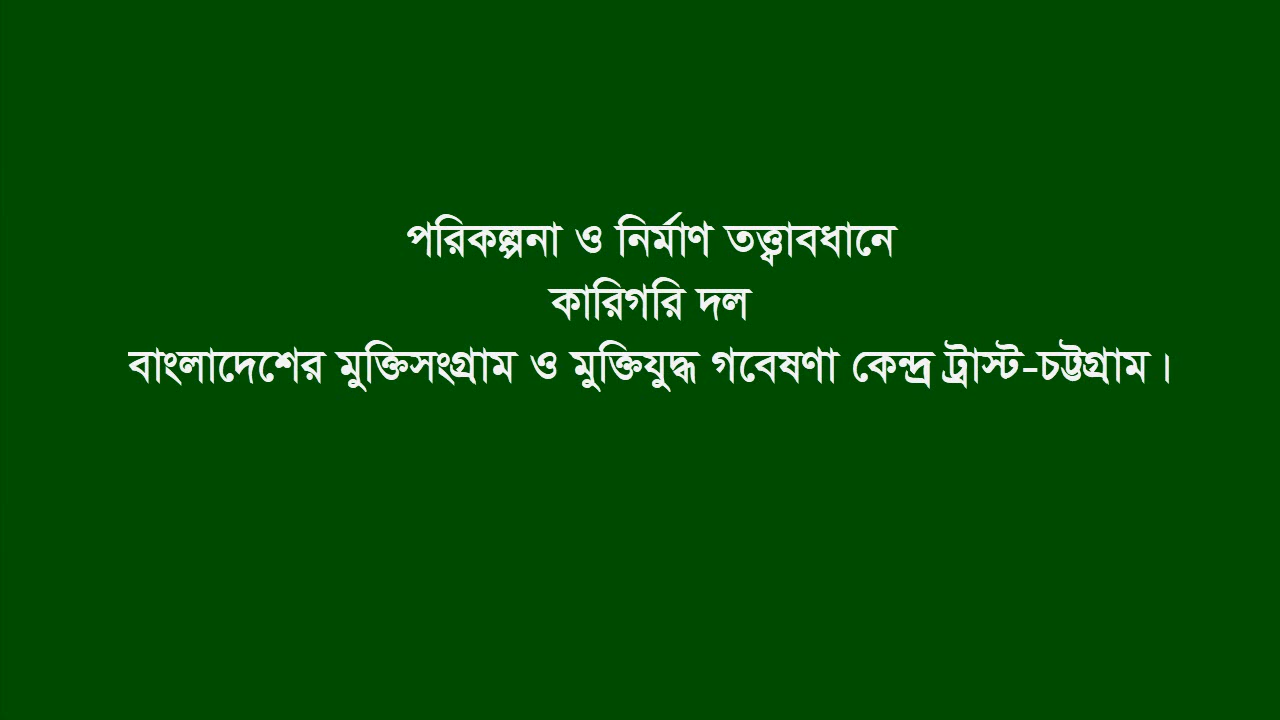 পরিকল্পনা ও নির্মাণ তত্ত্বাবধানে
কারিগরি দল
বাংলাদেশের মুক্তিসংগ্রাম ও মুক্তিযুদ্ধ গবেষণা কেন্দ্র ট্রাস্ট-চট্টগ্রাম।